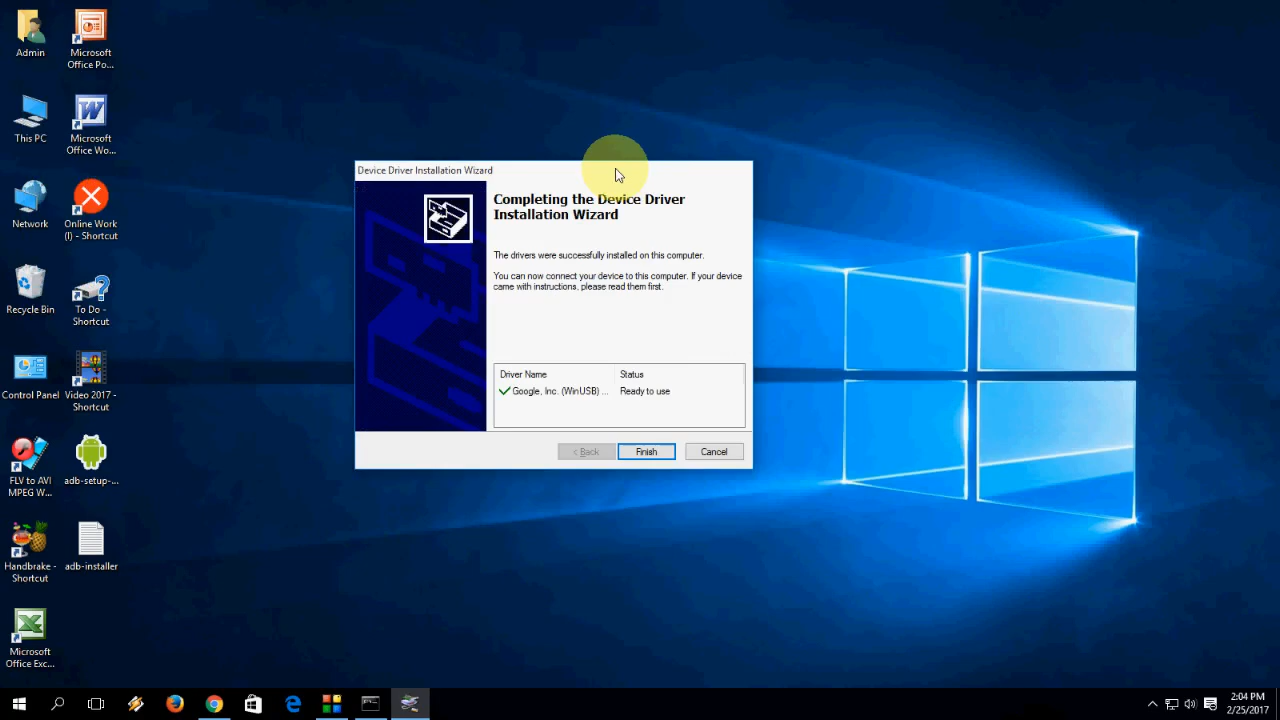 Admin
Microsoft
Office Po...
This PC
Microsoft
Office Wo...
Network
Online Work
(I) - Shortcut
Recycle Bin
To Do -
Shortcut
Control Panel
Video 2017 -
Shortcut
FLV to AVI
MPEG W...
adb-setup-...
Handbrake -
Shortcut
adb-installer
Microsoft
Office Exc...
Device Driver Installation Wizard
Completing the Device Driver
Installation Wizard
The drivers were successfully installed on this computer.
You can now connect your device to this computer. If your device
came with instructions, please read them first.
Driver Name Status
Google, Inc. (WinUSB) ... Ready to use
< Back Finish Cancel
2:04 PM
2/25/2017